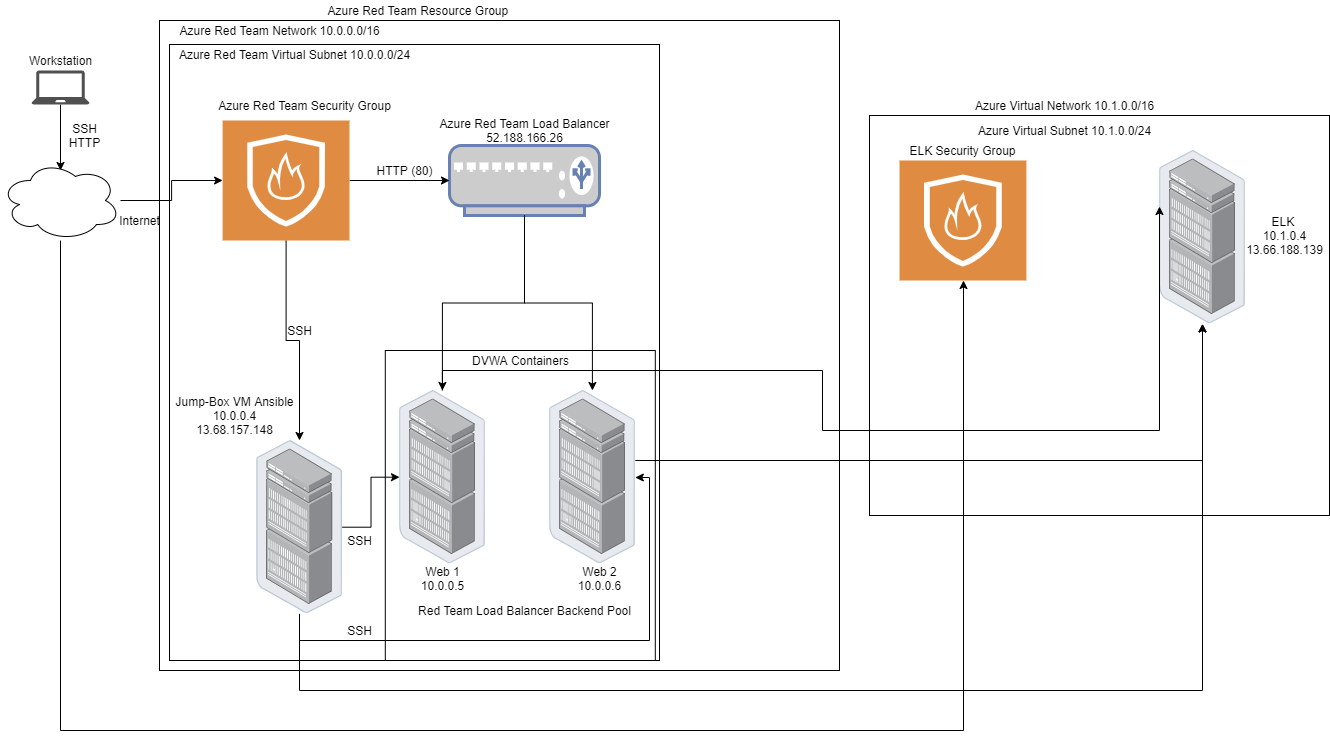 Azure Red Team Resource Group
Azure Red Team Network 10.0.0.0/16
Azure Red Team Virtual Subnet 10.0.0.0/24
Workstation
SSH
HTTP
Internet
Azure Red Team Security Group
HTTP (80)
Azure Red Team Load Balancer
52.188.166.26
SSH
Jump-Box VM Ansible
10.0.0.4
13.68.157.148
DVWA Containers
SSH
Web 1
10.0.0.5
Web 2
10.0.0.6
Red Team Load Balancer Backend Pool
SSH
Azure Virtual Network 10.1.0.0/16
Azure Virtual Subnet 10.1.0.0/24
ELK Security Group
ELK
10.1.0.4
13.66.188.139